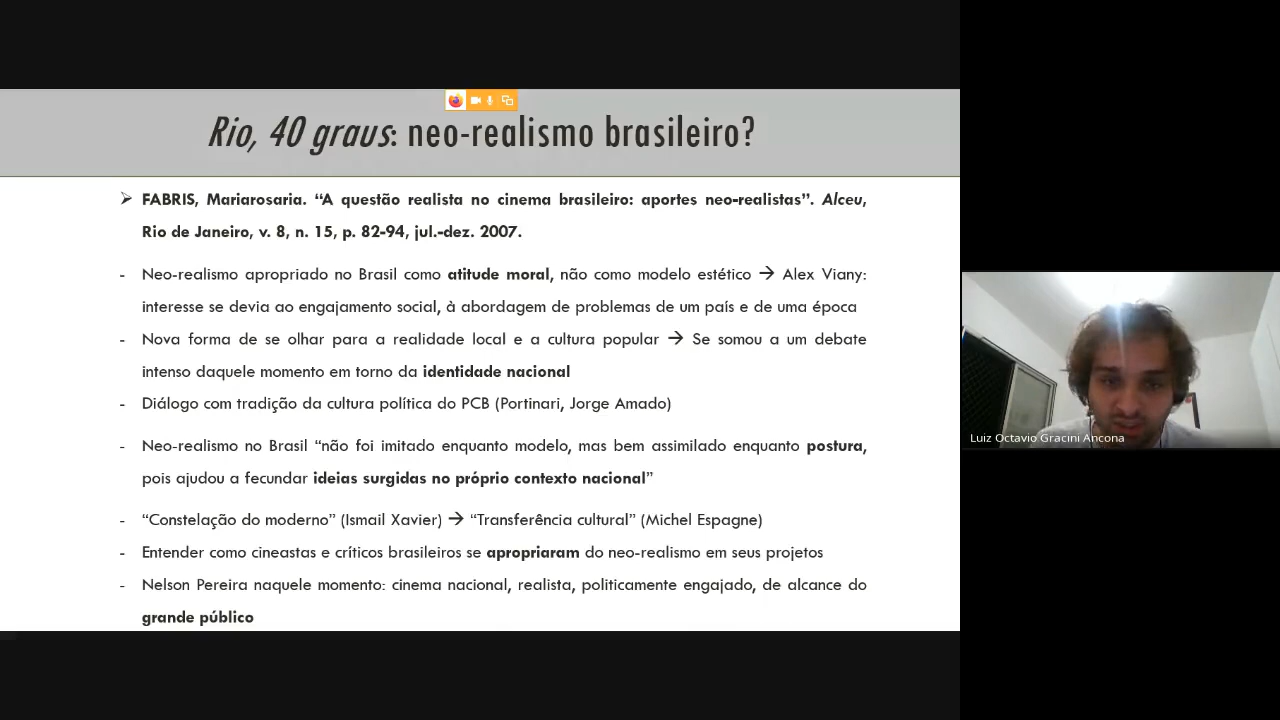 Rio, 40 graus: neo-realismo brasileiro?
➢ FABRIS, Mariarosaria. “A questão realista no cinema brasileiro: aportes neo-realistas”. Alceu,
Rio de Janeiro, v. 8, n. 15, p. 82-94, jul.-dez. 2007.
- Neo-realismo apropriado no Brasil como atitude moral, não como modelo estético → Alex Viany:
interesse se devia ao engajamento social, à abordagem de problemas de um país e de uma época
- Nova forma de se olhar para a realidade local e a cultura popular → Se somou a um debate
intenso daquele momento em torno da identidade nacional
- Diálogo com tradição da cultura política do PCB (Portinari, Jorge Amado)
- Neo-realismo no Brasil “não foi imitado enquanto modelo, mas bem assimilado enquanto postura,
pois ajudou a fecundar ideias surgidas no próprio contexto nacional”
- “Constelação do moderno” (Ismail Xavier) → “Transferência cultural” (Michel Espagne)
- Entender como cineastas e críticos brasileiros se apropriaram do neo-realismo em seus projetos
- Nelson Pereira naquele momento: cinema nacional, realista, politicamente engajado, de alcance do
grande público
Luiz Octavio Gracini Ancona